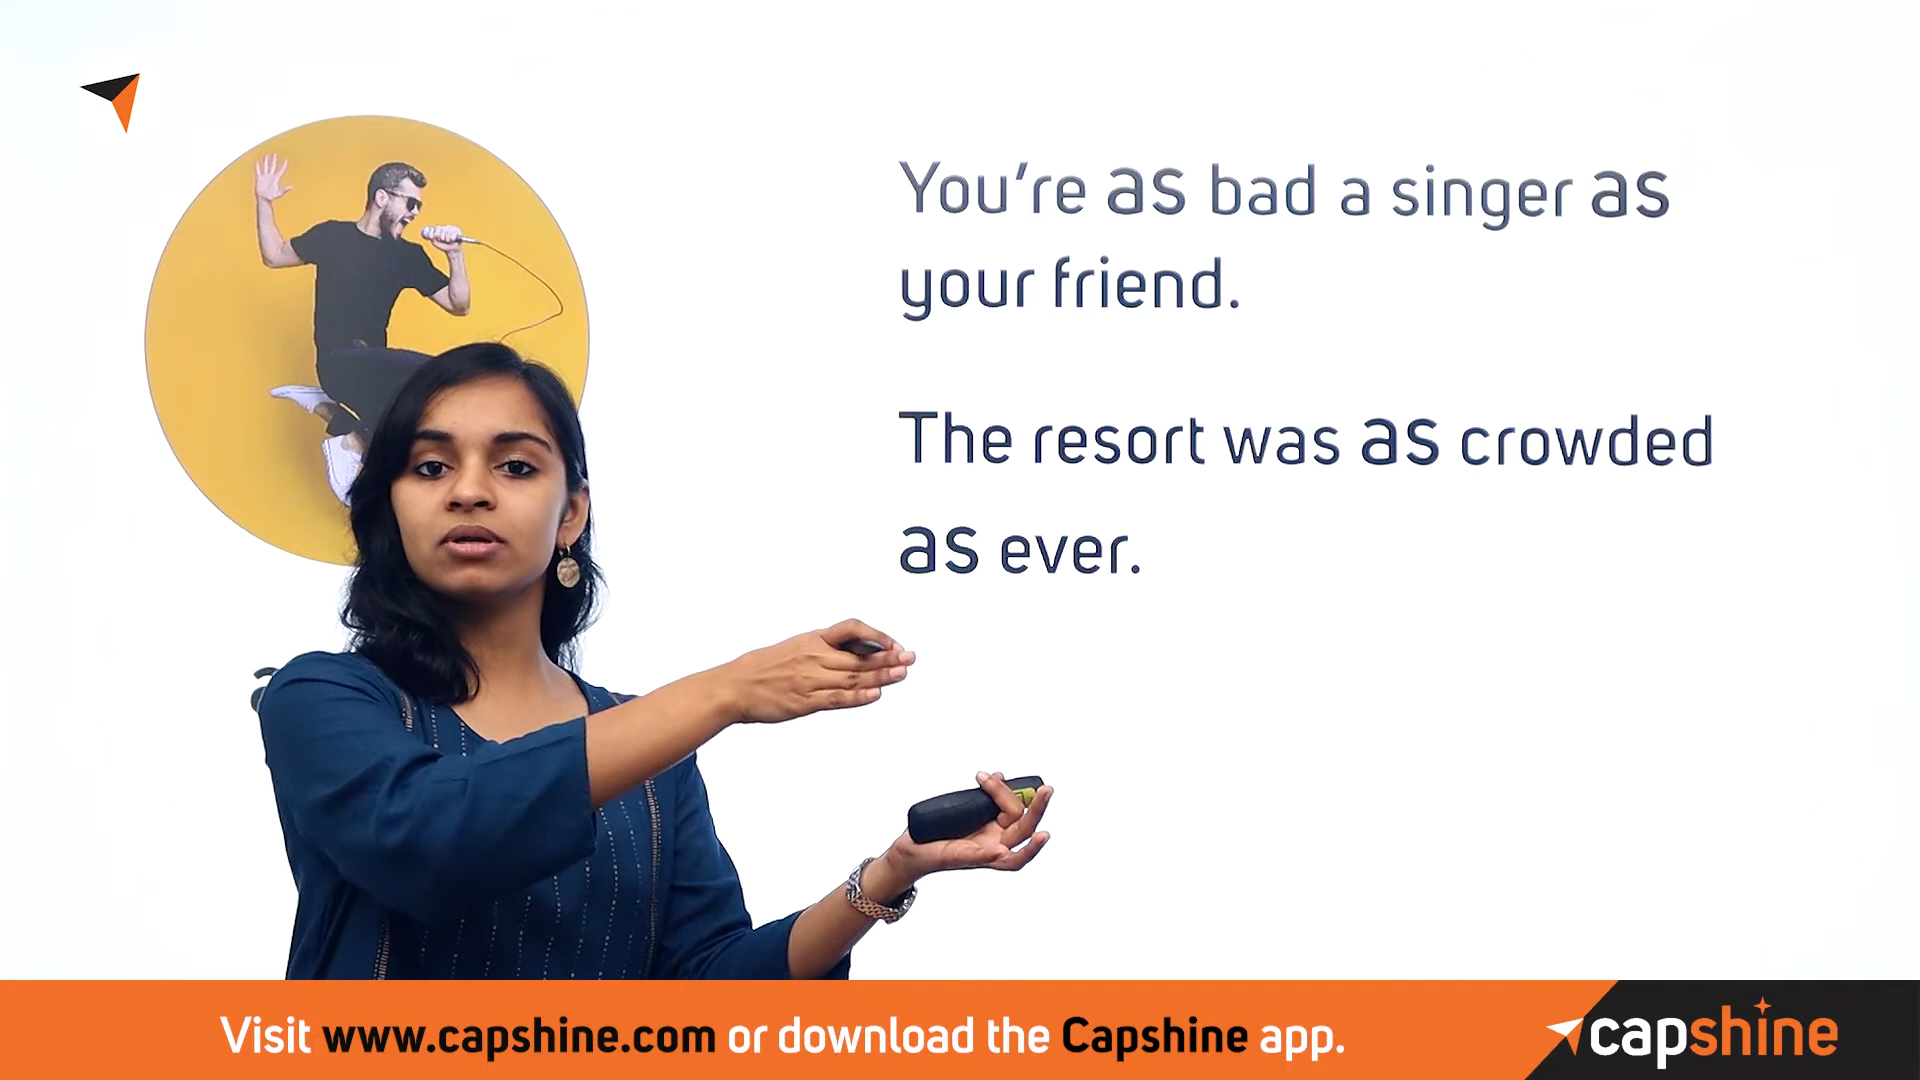 You're as bad a singer as
your friend.
The resort was as crowded
as ever.
Visit www.capshine.com or download the Capshine app.
capshine